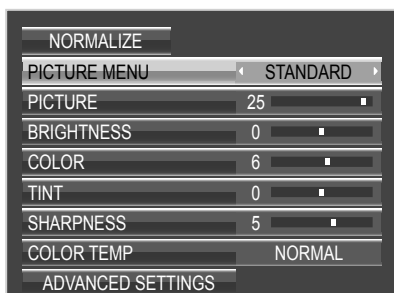 NORMALIZE
PICTURE MENU STANDARD
PICTURE 25
BRIGHTNESS 0
COLOR 6
TINT 0
SHARPNESS 5
COLOR TEMP NORMAL
ADVANCED SETTINGS